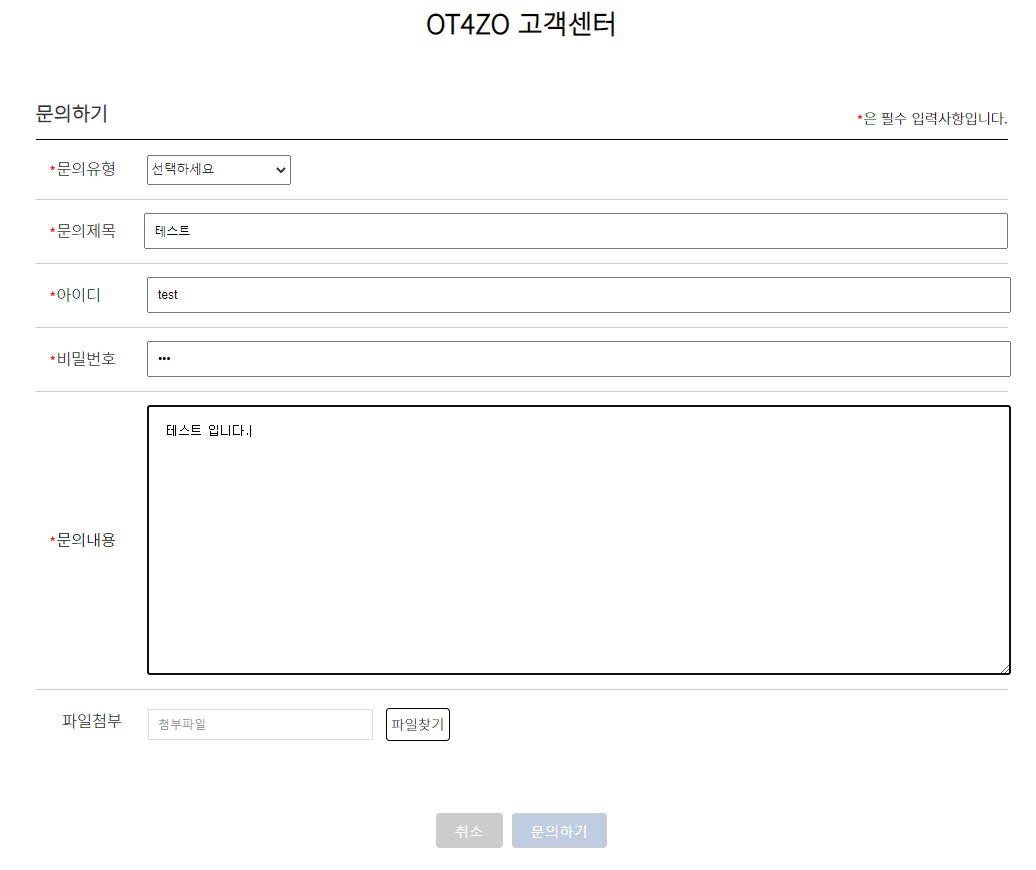 OT4ZO 고객센터
문의하기
*은 필수 입력사항입니다.
*문의유형 선택하세요
*문의제목 테스트
*아이디 test
*비밀번호 •••
테스트 입니다.
*문의내용
파일첨부 첨부파일 파일찾기
취소 문의하기